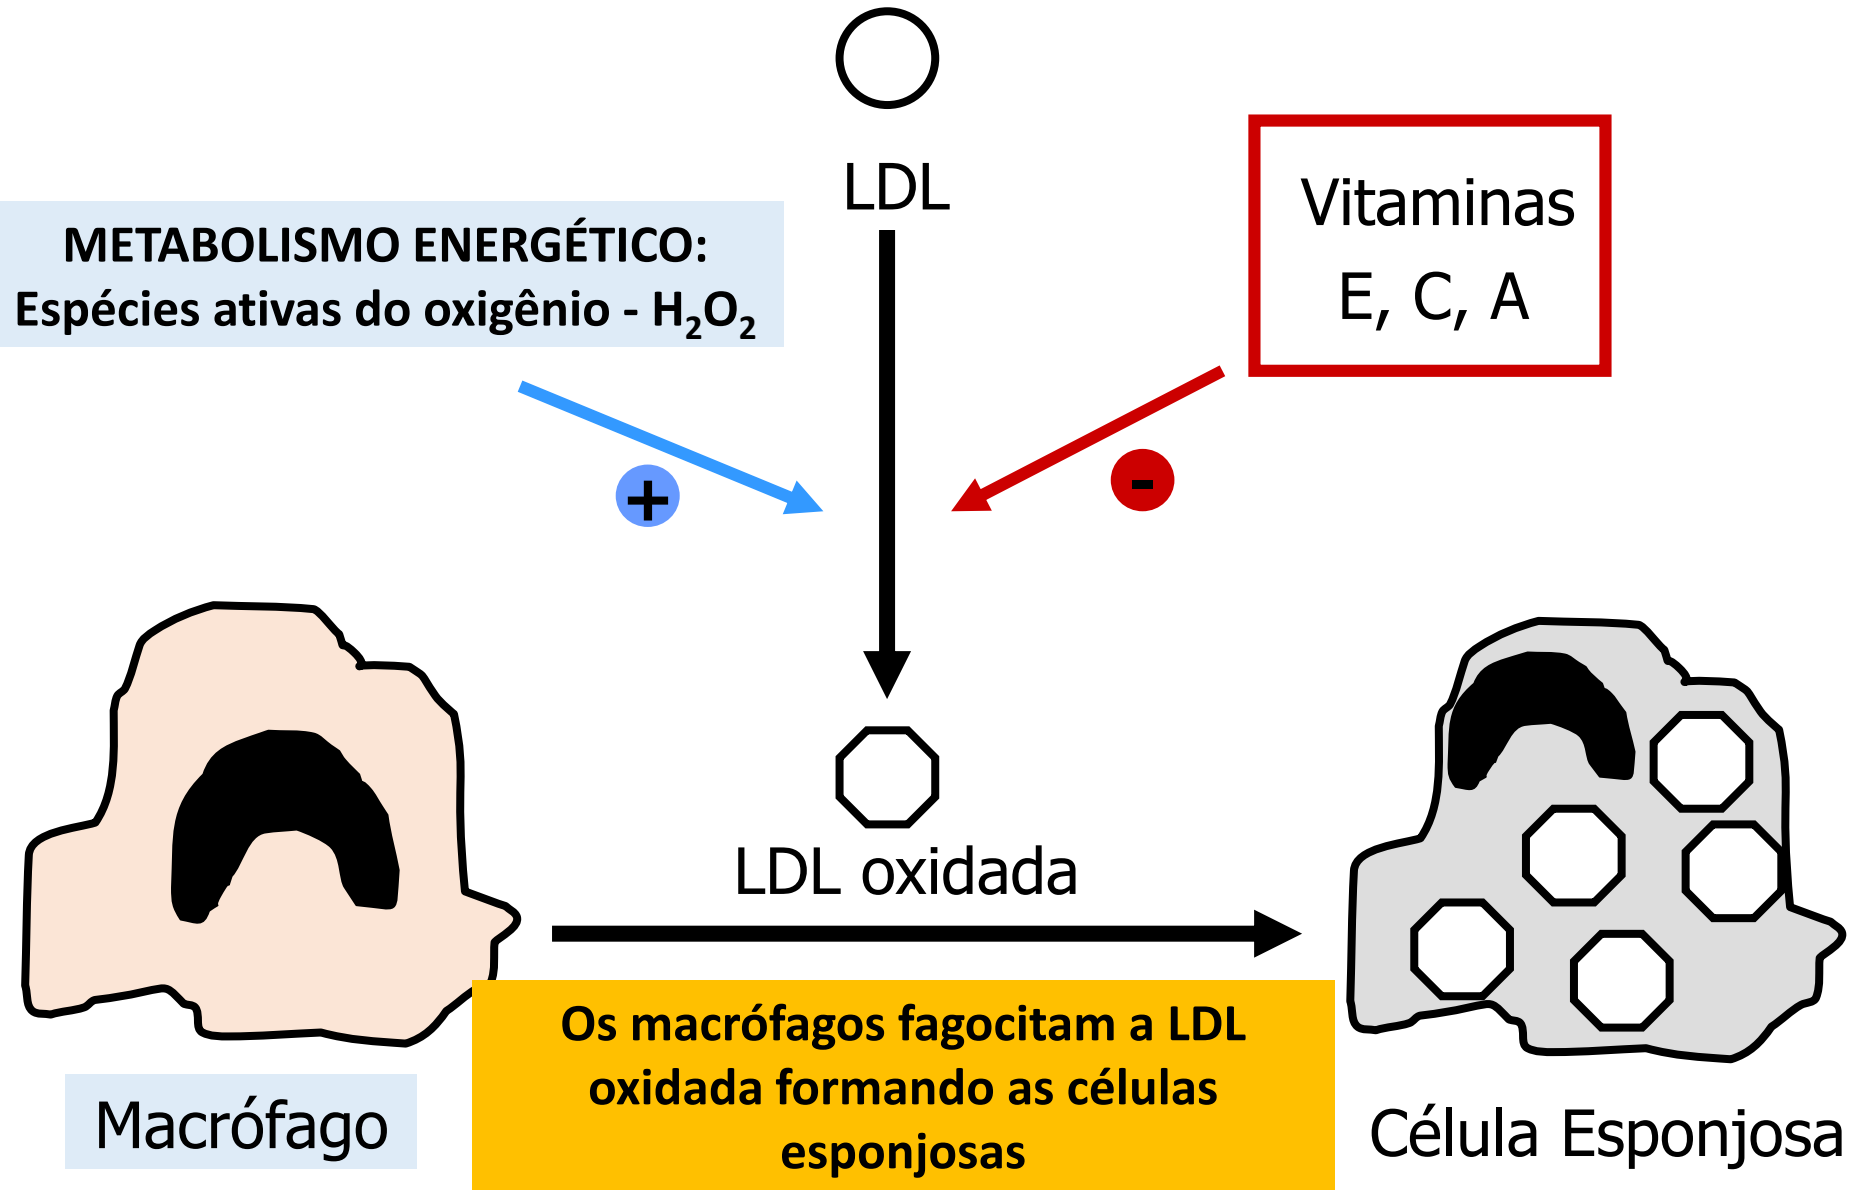 LDL
METABOLISMO ENERGÉTICO:
Espécies ativas do oxigênio - H₂O₂
Vitaminas
E, C, A
+
-
LDL oxidada
Os macrófagos fagocitam a LDL
oxidada formando as células
esponjosas
Macrófago
Célula Esponjosa